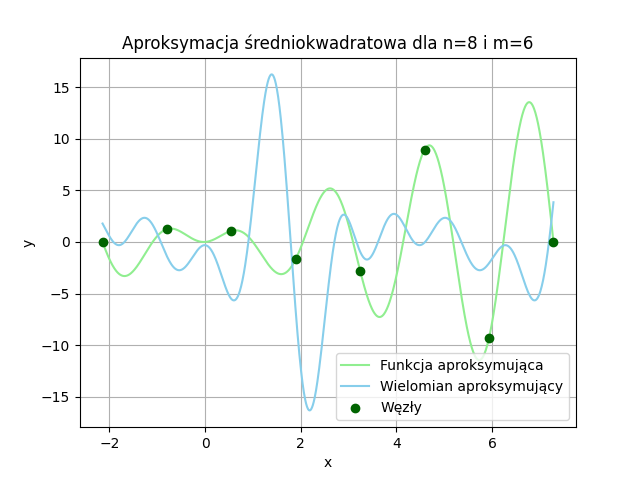 Aproksymacja średniokwadratowa dla n=8 i m=6
y
15
10
5
0
−5
−10
−15
−2
0
2
4
6
x
Funkcja aproksymująca
Wielomian aproksymujący
Węzły